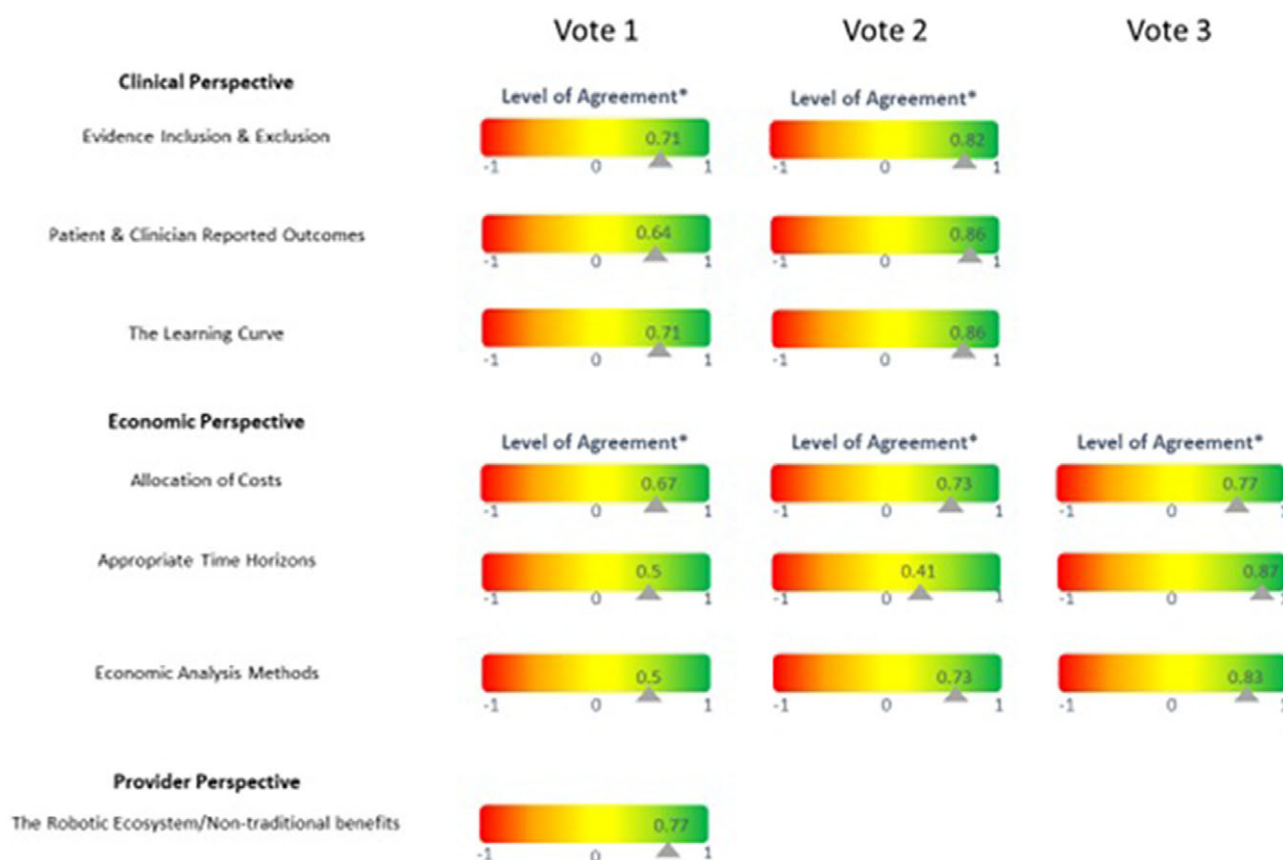 Vote 1 Vote 2 Vote 3
Clinical Perspective
Level of Agreement* Level of Agreement*
Evidence Inclusion & Exclusion 0.71 0.82
-1 0 1 -1 0 1
Patient & Clinician Reported Outcomes 0.64 0.86
-1 0 1 -1 0 1
The Learning Curve 0.71 0.86
-1 0 1 -1 0 1
Economic Perspective
Level of Agreement* Level of Agreement* Level of Agreement*
Allocation of Costs 0.67 0.73 0.77
-1 0 1 -1 0 1 -1 0 1
Appropriate Time Horizons 0.5 0.41 0.87
-1 0 1 -1 0 1 -1 0 1
Economic Analysis Methods 0.5 0.73 0.83
-1 0 1 -1 0 1 -1 0 1
Provider Perspective
The Robotic Ecosystem/Non-traditional benefits 0.77
-1 0 1